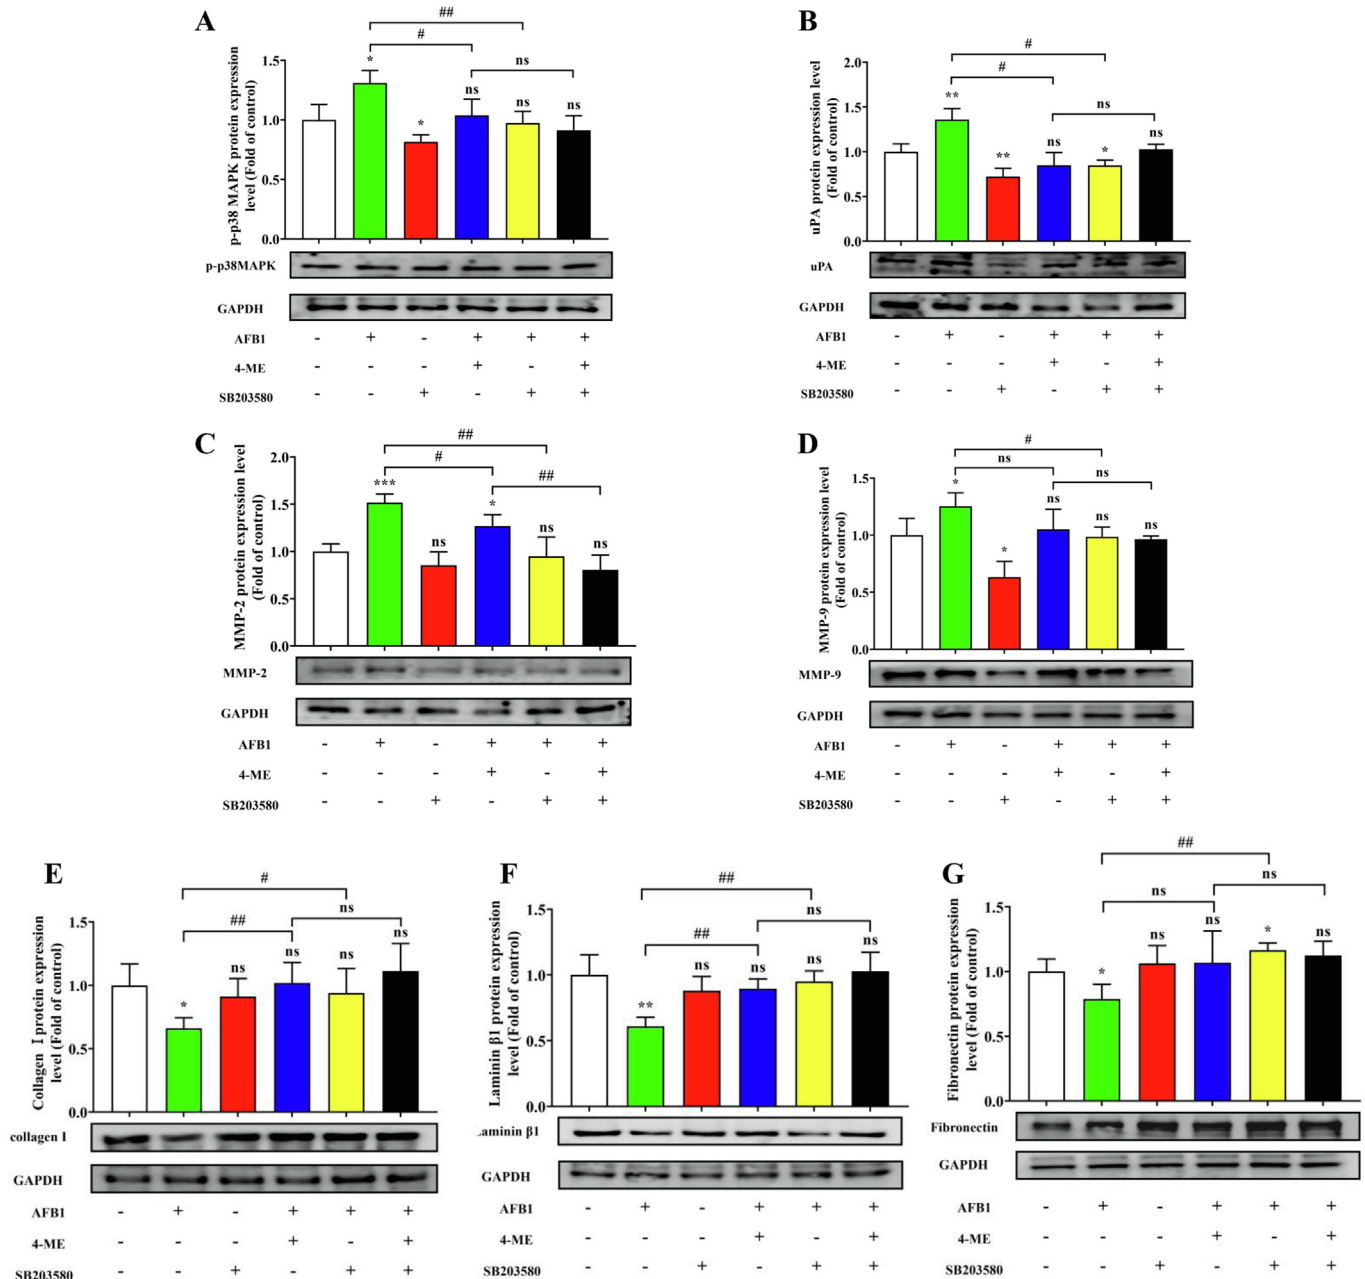 A
p-p38 MAPK protein expression
level (Fold of control)
1.5
1.0
0.5
0.0
*
*
ns
ns
ns
#
##
ns
p-p38MAPK
GAPDH
AFB1 - + - + + +
4-ME - - - + - +
SB203580 - - + - + +
B
uPA protein expression level
(Fold of control)
2.0
1.5
1.0
0.5
0.0
**
**
ns
*
ns
#
#
ns
uPA
GAPDH
AFB1 - + - + + +
4-ME - - - + - +
SB203580 - - + - + +
C
MMP-2 protein expression level
(Fold of control)
2.0
1.5
1.0
0.5
0.0
***
ns
*
ns
ns
##
#
##
MMP-2
GAPDH
AFB1 - + - + + +
4-ME - - - + - +
SB203580 - - + - + +
D
MMP-9 protein expression level
(Fold of control)
1.5
1.0
0.5
0.0
*
*
ns
ns
ns
#
ns
ns
MMP-9
GAPDH
AFB1 - + - + + +
4-ME - - - + - +
SB203580 - - + - + +
E
Collagen Ⅰ protein expression
level (Fold of control)
1.5
1.0
0.5
0.0
*
ns
ns
ns
ns
#
##
ns
collagen I
GAPDH
AFB1 - + - + + +
4-ME - - - + - +
SB203580 - - + - + +
F
Laminin β1 protein expression
level (Fold of control)
1.5
1.0
0.5
0.0
**
ns
ns
ns
ns
##
##
ns
aminin β1
GAPDH
AFB1 - + - + + +
4-ME - - - + - +
SB203580 - - + - + +
G
Fibronectin protein expression
level (Fold of control)
1.5
1.0
0.5
0.0
*
ns
ns
*
ns
##
ns
ns
Fibronectin
GAPDH
AFB1 - + - + + +
4-ME - - - + - +
SB203580 - - + - + +